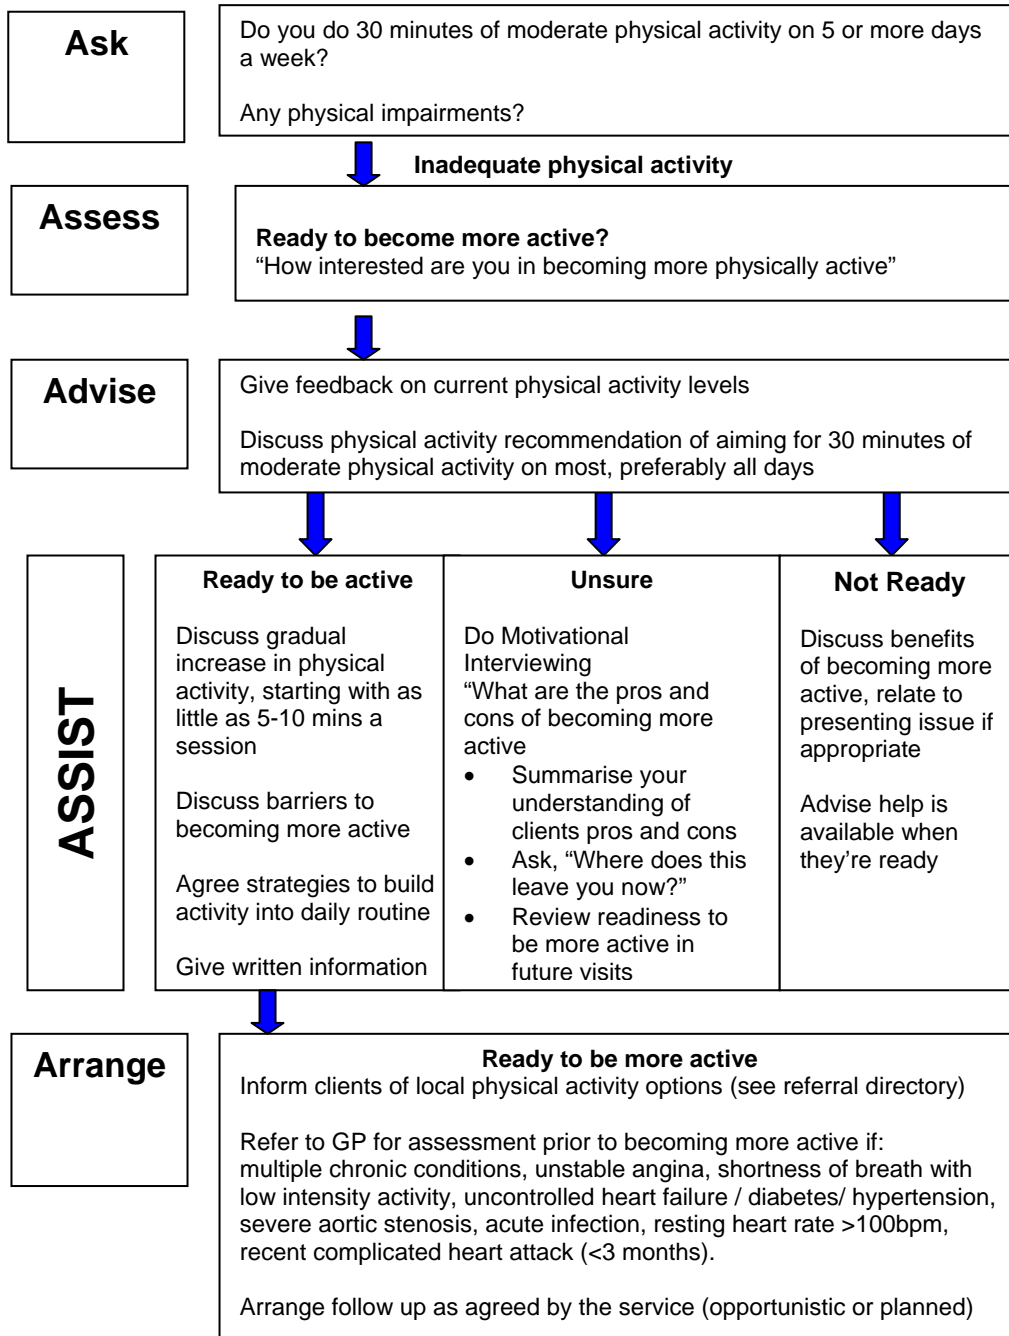 Ask
Do you do 30 minutes of moderate physical activity on 5 or more days
a week?
Any physical impairments?
Inadequate physical activity
Assess
Ready to become more active?
“How interested are you in becoming more physically active”
Advise
Give feedback on current physical activity levels
Discuss physical activity recommendation of aiming for 30 minutes of
moderate physical activity on most, preferably all days
ASSIST
Ready to be active
Discuss gradual
increase in physical
activity, starting with as
little as 5-10 mins a
session
Discuss barriers to
becoming more active
Agree strategies to build
activity into daily routine
Give written information
Unsure
Do Motivational
Interviewing
“What are the pros and
cons of becoming more
active
• Summarise your
understanding of
clients pros and cons
• Ask, “Where does this
leave you now?”
• Review readiness to
be more active in
future visits
Not Ready
Discuss benefits
of becoming more
active, relate to
presenting issue if
appropriate
Advise help is
available when
they’re ready
Arrange
Ready to be more active
Inform clients of local physical activity options (see referral directory)
Refer to GP for assessment prior to becoming more active if:
multiple chronic conditions, unstable angina, shortness of breath with
low intensity activity, uncontrolled heart failure / diabetes/ hypertension,
severe aortic stenosis, acute infection, resting heart rate >100bpm,
recent complicated heart attack (<3 months).
Arrange follow up as agreed by the service (opportunistic or planned)